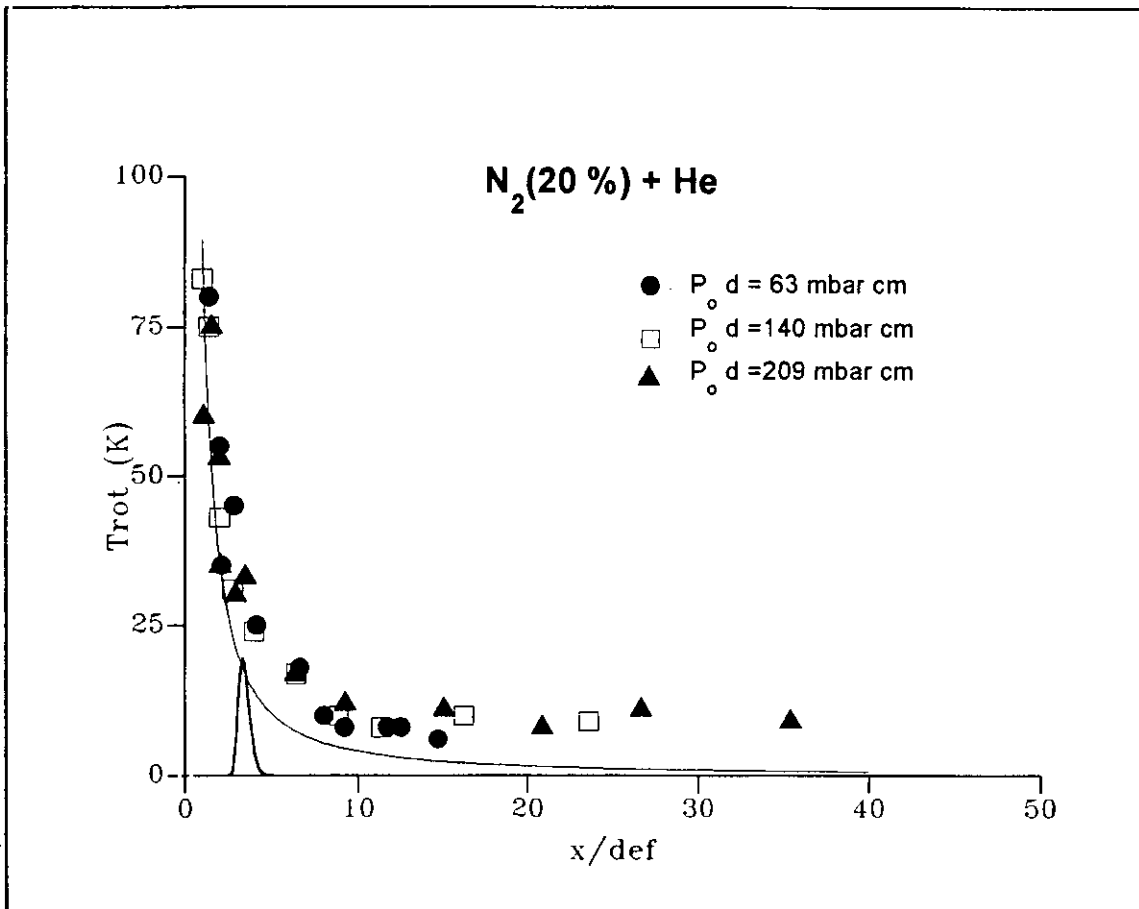 N2(20 %) + He
100
75
50
25
0
Trot (K)
Po d = 63 mbar cm
Po d =140 mbar cm
Po d =209 mbar cm
0 10 20 30 40 50
x/def